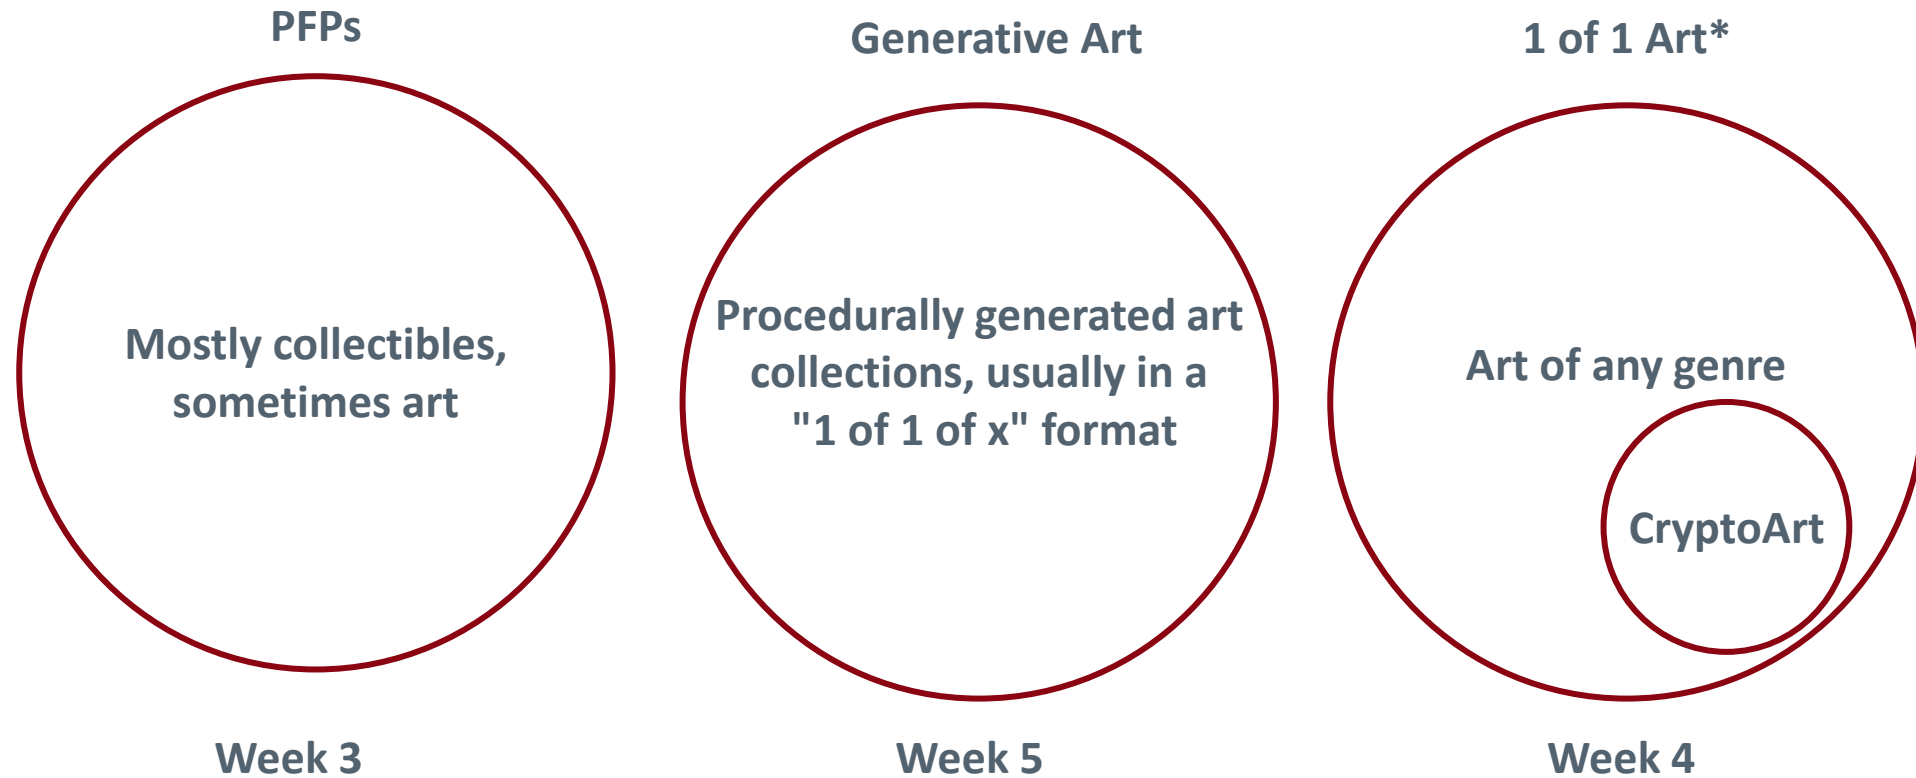 PFPs
Generative Art
1 of 1 Art*
Mostly collectibles,
sometimes art
Procedurally generated art
collections, usually in a
"1 of 1 of x" format
Art of any genre
CryptoArt
Week 3
Week 5
Week 4